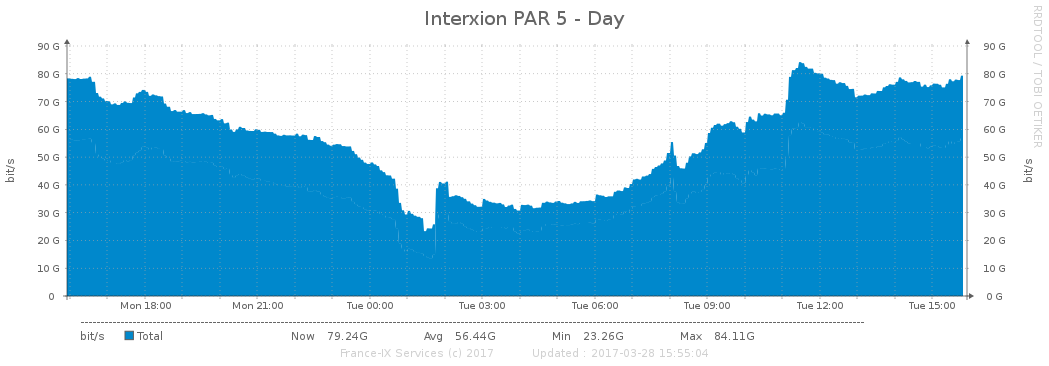 Interxion PAR 5 - Day
RRDTOOL / TOBI OETIKER
bit/s
90 G 90 G
80 G 80 G
70 G 70 G
60 G 60 G
50 G 50 G
40 G 40 G
30 G 30 G
20 G 20 G
10 G 10 G
0 0 G
bit/s
Mon 18:00 Mon 21:00 Tue 00:00 Tue 03:00 Tue 06:00 Tue 09:00 Tue 12:00 Tue 15:00
bit/s Total Now 79.24G Avg 56.44G Min 23.26G Max 84.11G
France-IX Services (c) 2017 Updated : 2017-03-28 15:55:04